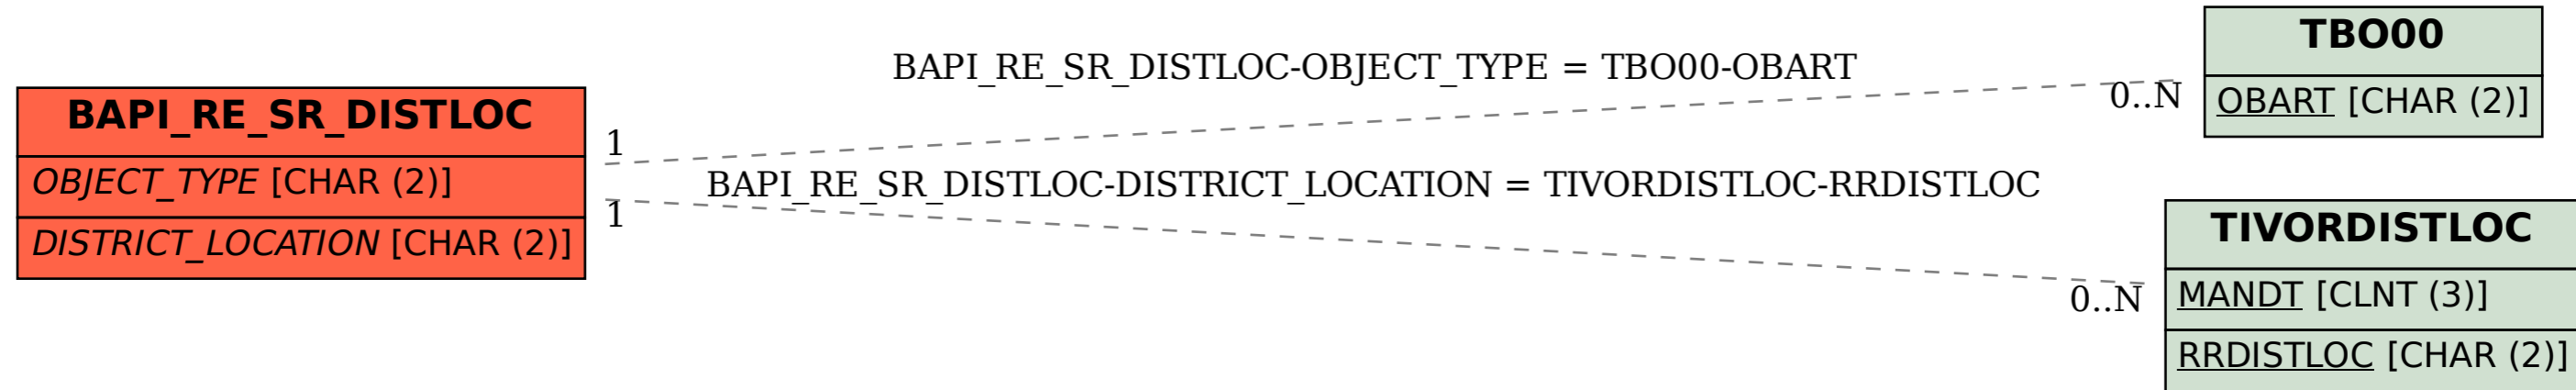 BAPI_RE_SR_DISTLOC
OBJECT_TYPE [CHAR (2)]
DISTRICT_LOCATION [CHAR (2)]
1
1
BAPI_RE_SR_DISTLOC-OBJECT_TYPE = TBO00-OBART
BAPI_RE_SR_DISTLOC-DISTRICT_LOCATION = TIVORDISTLOC-RRDISTLOC
0..N
0..N
TBO00
OBART [CHAR (2)]
TIVORDISTLOC
MANDT [CLNT (3)]
RRDISTLOC [CHAR (2)]